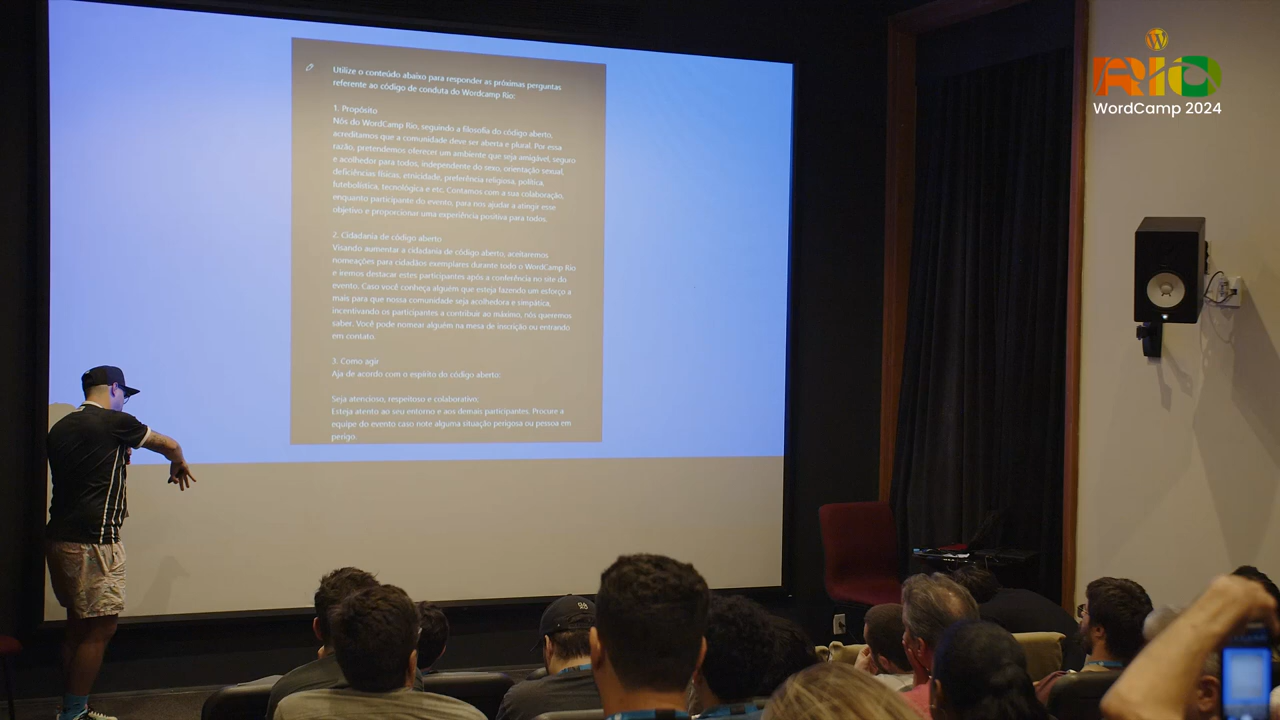 Utilize o conteúdo abaixo para responder as próximas perguntas
referente ao código de conduta do Wordcamp Rio:
1. Propósito
Nós do WordCamp Rio, seguindo a filosofia do código aberto,
acreditamos que a comunidade deve ser aberta e plural. Por essa
razão, pretendemos oferecer um ambiente que seja amigável, seguro
e acolhedor para todos, independente do sexo, orientação sexual,
deficiências físicas, etnicidade, preferência religiosa, política,
futebolística, tecnológica e etc. Contamos com a sua colaboração,
enquanto participante do evento, para nos ajudar a atingir esse
objetivo e proporcionar uma experiência positiva para todos.
2. Cidadania de código aberto
Visando aumentar a cidadania de código aberto, aceitaremos
nomeações para cidadãos exemplares durante todo o WordCamp Rio
e iremos destacar estes participantes após a conferência no site do
evento. Caso você conheça alguém que esteja fazendo um esforço a
mais para que nossa comunidade seja acolhedora e simpática,
incentivando os participantes a contribuir ao máximo, nós queremos
saber. Você pode nomear alguém na mesa de inscrição ou entrando
em contato.
3. Como agir
Aja de acordo com o espírito do código aberto:
Seja atencioso, respeitoso e colaborativo;
Esteja atento ao seu entorno e aos demais participantes. Procure a
equipe do evento caso note alguma situação perigosa ou pessoa em
perigo.
W
RIO
WordCamp 2024